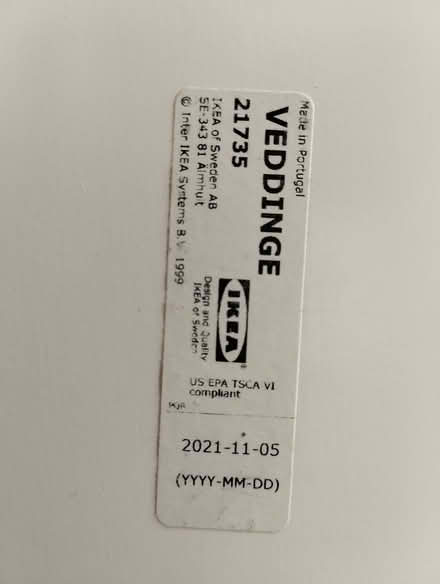 Made in Portugal
VEDDINGE
21735
IKEA of Sweden AB
SE-343 81 Älmhult
© Inter IKEA Systems B.V. 1999
IKEA®
Design and Quality
IKEA of Sweden
US EPA TSCA VI
compliant
2021-11-05
(YYYY-MM-DD)